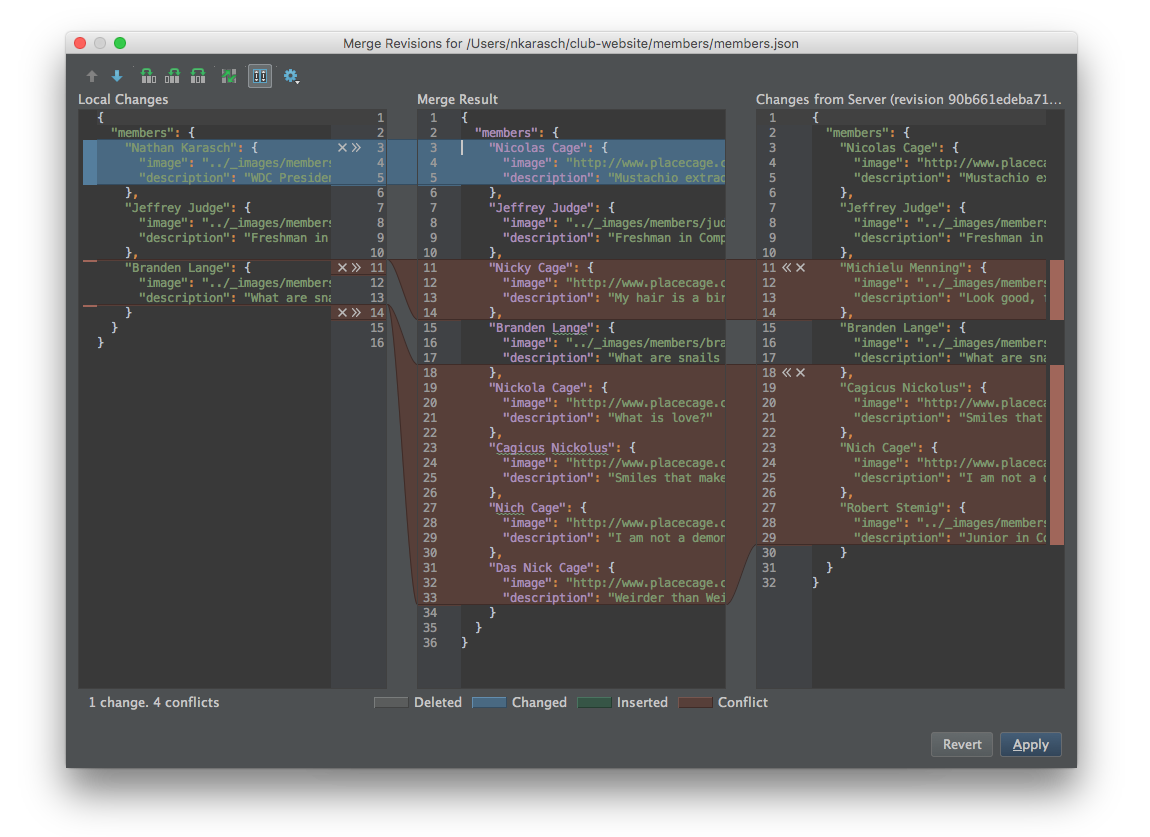 Merge Revisions for /Users/nkarasch/club-website/members/members.json
Local Changes
{ 1
"members": { 2
"Nathan Karasch": { 3
"image": "../_images/members 4
"description": "WDC Presiden 5
}, 6
"Jeffrey Judge": { 7
"image": "../_images/members 8
"description": "Freshman in 9
}, 10
"Branden Lange": { 11
"image": "../_images/members 12
"description": "What are sna 13
} 14
} 15
} 16
Merge Result
1 {
2 "members": {
3 "Nicolas Cage": {
4 "image": "http://www.placecage.c
5 "description": "Mustachio extrac
6 },
7 "Jeffrey Judge": {
8 "image": "../_images/members/jud
9 "description": "Freshman in Comp
10 },
11 "Nicky Cage": {
12 "image": "http://www.placecage.c
13 "description": "My hair is a bir
14 },
15 "Branden Lange": {
16 "image": "../_images/members/bra
17 "description": "What are snails
18 },
19 "Nickola Cage": {
20 "image": "http://www.placecage.c
21 "description": "What is love?"
22 },
23 "Cagicus Nickolus": {
24 "image": "http://www.placecage.c
25 "description": "Smiles that make
26 },
27 "Nich Cage": {
28 "image": "http://www.placecage.c
29 "description": "I am not a demon
30 },
31 "Das Nick Cage": {
32 "image": "http://www.placecage.c
33 "description": "Weirder than Wei
34 }
35 }
36 }
Changes from Server (revision 90b661edeba71...
1 {
2 "members": {
3 "Nicolas Cage": {
4 "image": "http://www.placeca
5 "description": "Mustachio ex
6 },
7 "Jeffrey Judge": {
8 "image": "../_images/members
9 "description": "Freshman in
10 },
11 "Michielu Menning": {
12 "image": "../_images/members
13 "description": "Look good,
14 },
15 "Branden Lange": {
16 "image": "../_images/members
17 "description": "What are sna
18 },
19 "Cagicus Nickolus": {
20 "image": "http://www.placeca
21 "description": "Smiles that
22 },
23 "Nich Cage": {
24 "image": "http://www.placeca
25 "description": "I am not a d
26 },
27 "Robert Stemig": {
28 "image": "../_images/members
29 "description": "Junior in Co
30 }
31 }
32 }
1 change. 4 conflicts
Deleted
Changed
Inserted
Conflict
Revert
Apply